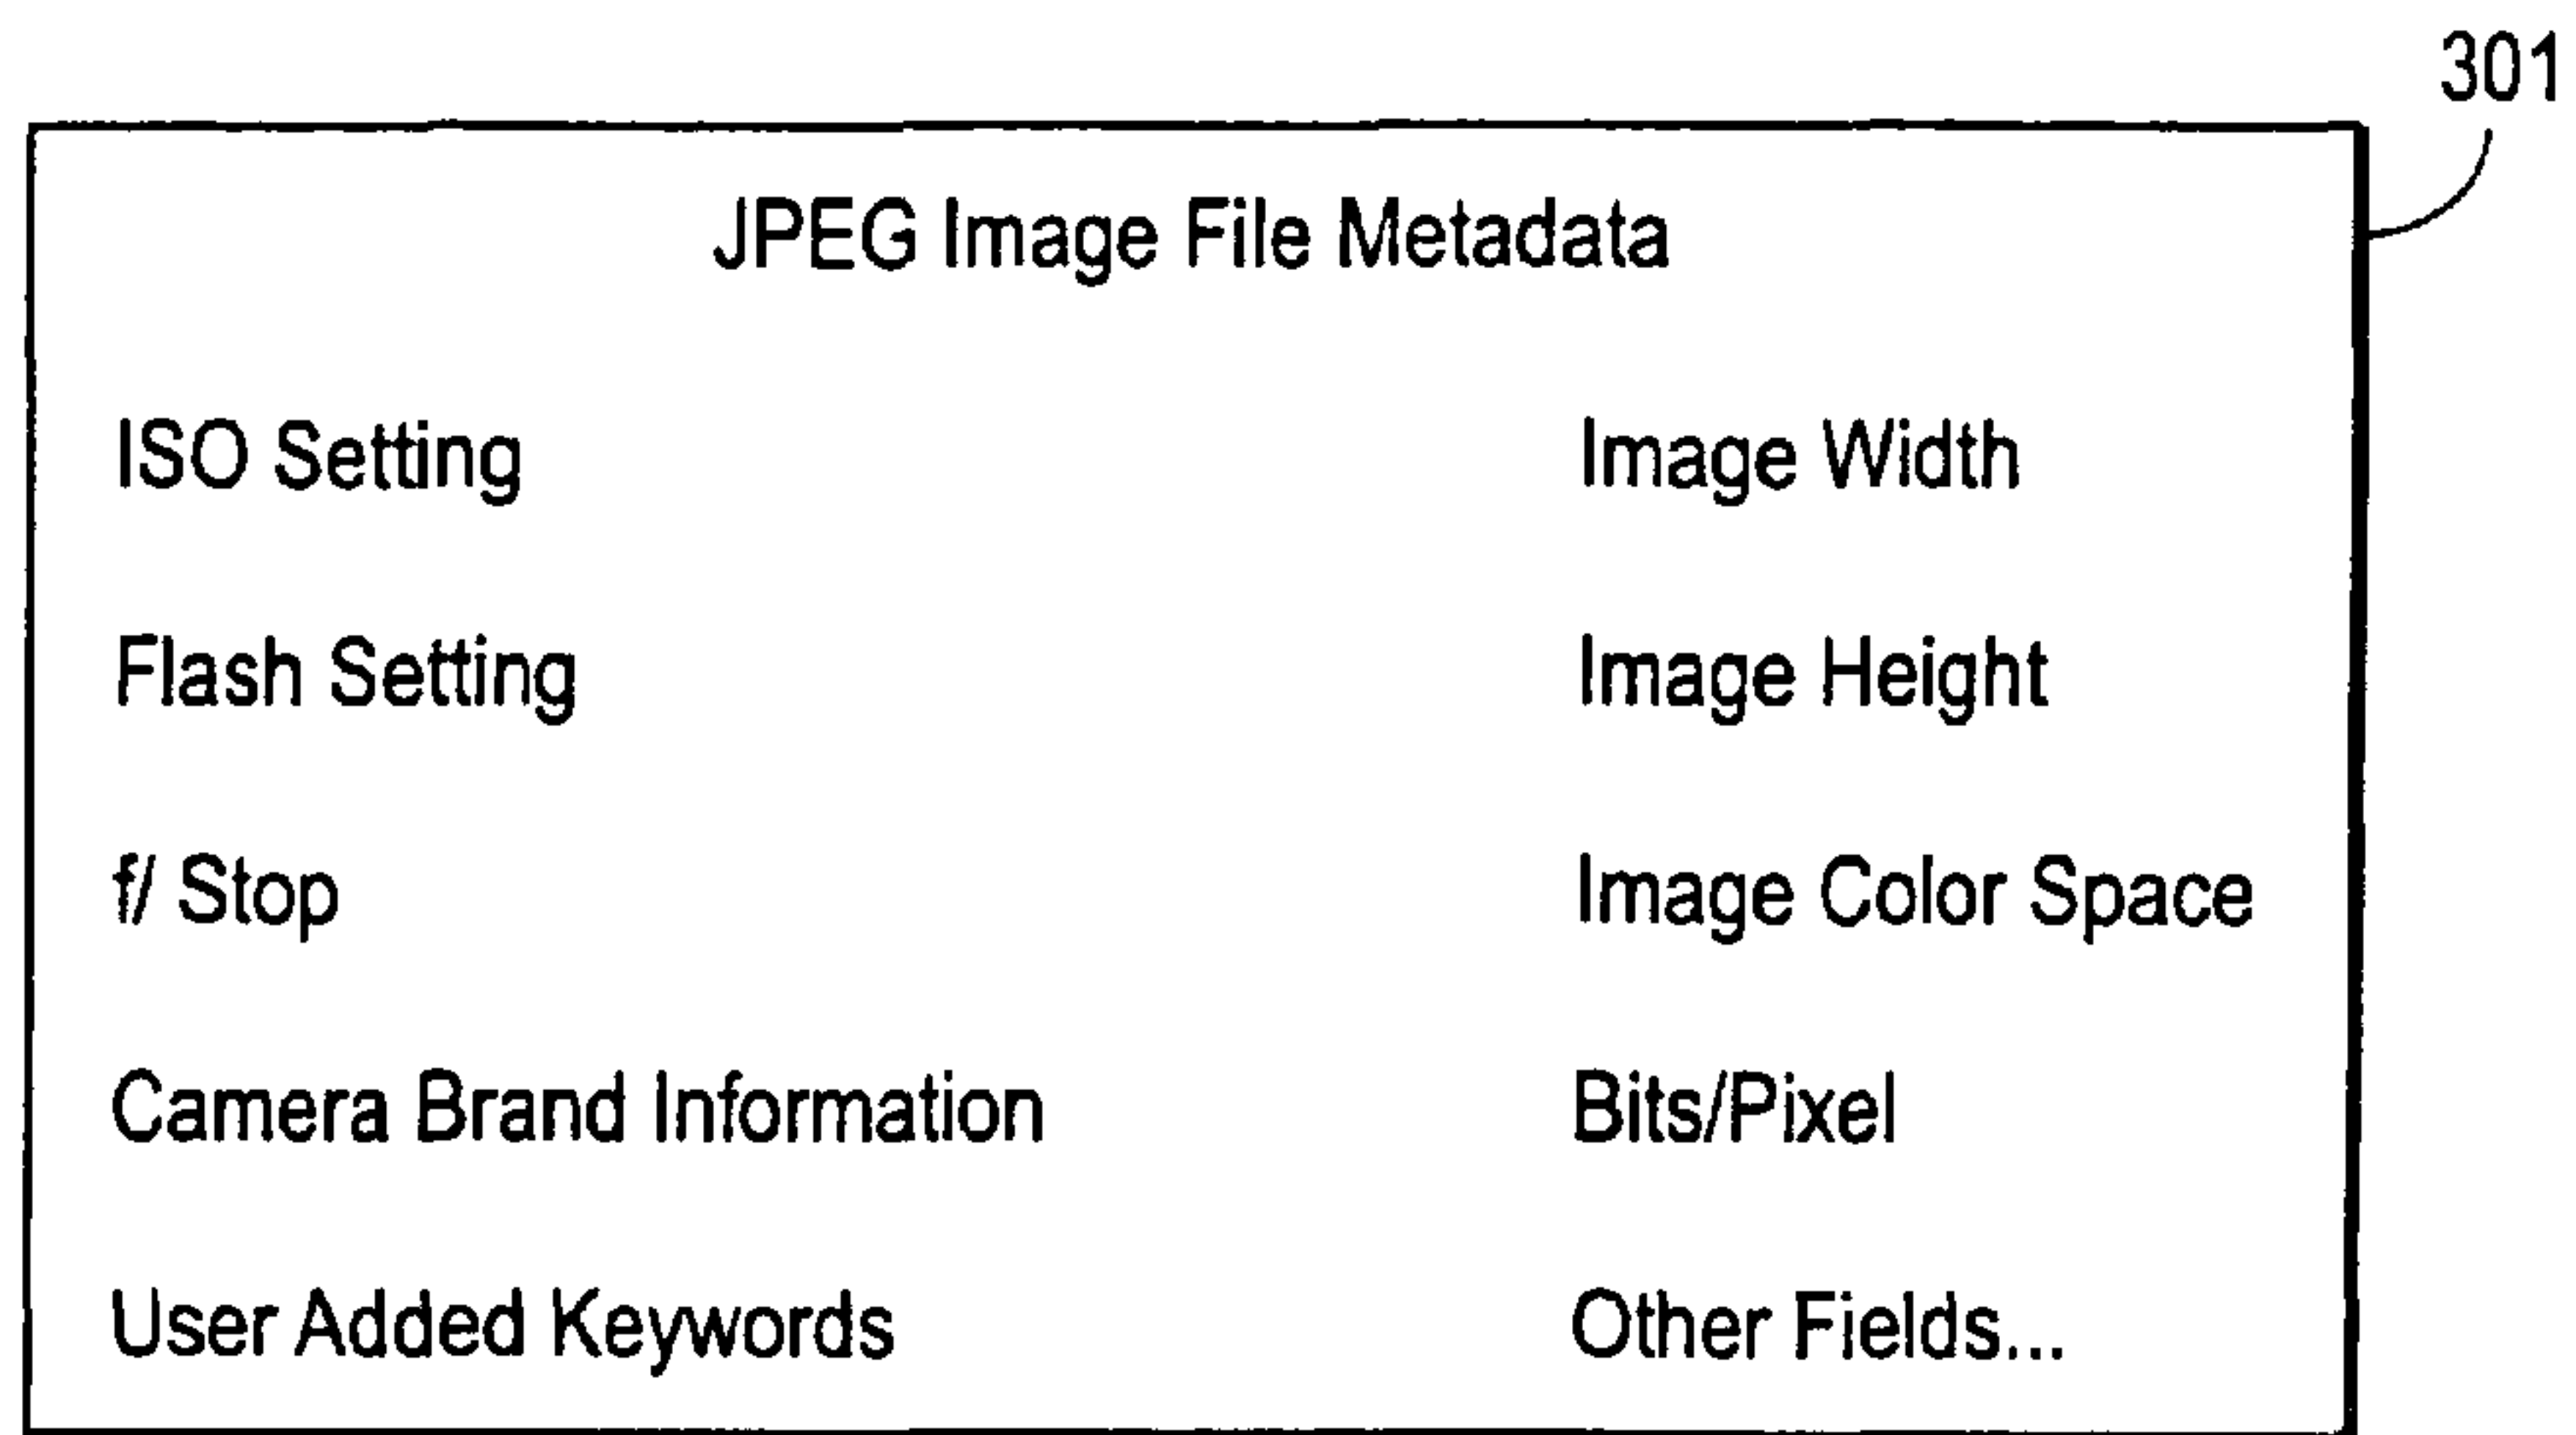 301
JPEG Image File Metadata
ISO Setting
Image Width
Flash Setting
Image Height
f/ Stop
Image Color Space
Camera Brand Information
Bits/Pixel
User Added Keywords
Other Fields...